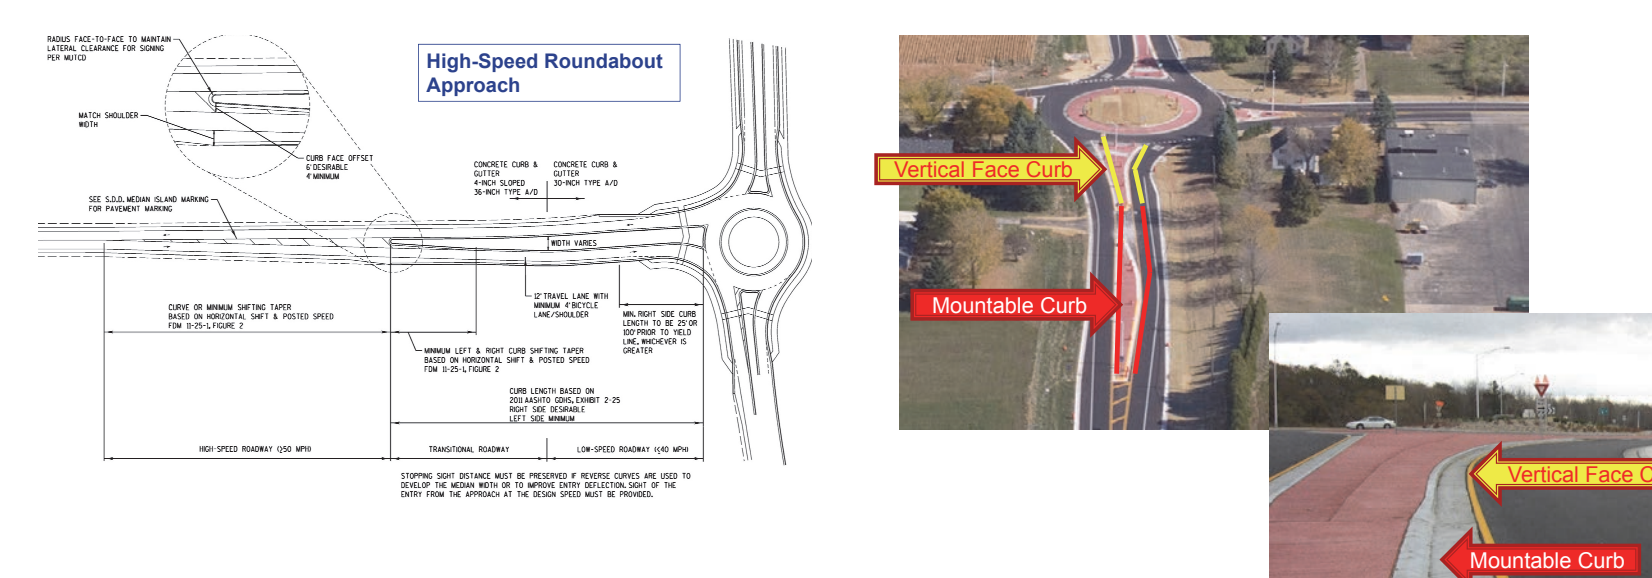 RADIUS FACE-TO-FACE TO MAINTAIN
LATERAL CLEARANCE FOR SIGNING
PER MUTCD
High-Speed Roundabout
Approach
MATCH SHOULDER
WIDTH
CURB FACE OFFSET
6' DESIRABLE
4' MINIMUM
CONCRETE CURB &
GUTTER
4-INCH SLOPED
36-INCH TYPE A/D
CONCRETE CURB &
GUTTER
30-INCH TYPE A/D
SEE S.D.D. MEDIAN ISLAND MARKING
FOR PAVEMENT MARKING
WIDTH VARIES
12' TRAVEL LANE WITH
MINIMUM 4' BICYCLE
LANE/SHOULDER
MIN. RIGHT SIDE CURB
LENGTH TO BE 25' OR
100' PRIOR TO YIELD
LINE, WHICHEVER IS
GREATER
CURVE OR MINIMUM SHIFTING TAPER
BASED ON HORIZONTAL SHIFT & POSTED SPEED
FDM 11-25-1, FIGURE 2
MINIMUM LEFT & RIGHT CURB SHIFTING TAPER
BASED ON HORIZONTAL SHIFT & POSTED SPEED
FDM 11-25-1, FIGURE 2
CURB LENGTH BASED ON
2011 AASHTO GDHS, EXHIBIT 2-25
RIGHT SIDE DESIRABLE
LEFT SIDE MINIMUM
HIGH-SPEED ROADWAY (≥50 MPH)
TRANSITIONAL ROADWAY
LOW-SPEED ROADWAY (≤40 MPH)
STOPPING SIGHT DISTANCE MUST BE PRESERVED IF REVERSE CURVES ARE USED TO
DEVELOP THE MEDIAN WIDTH OR TO IMPROVE ENTRY DEFLECTION. SIGHT OF THE
ENTRY FROM THE APPROACH AT THE DESIGN SPEED MUST BE PROVIDED.
Vertical Face Curb
Mountable Curb
Vertical Face C
Mountable Curb